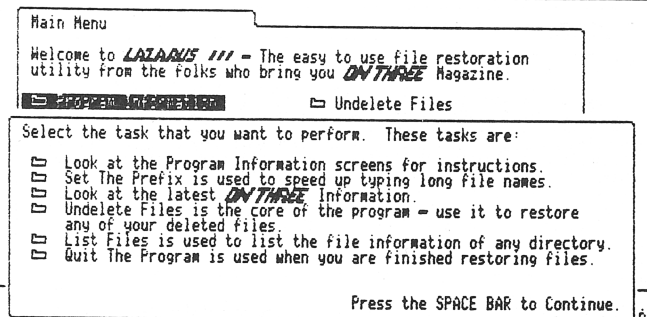 Main Menu
Welcome to LAZARUS /// - The easy to use file restoration
utility from the folks who bring you ON THREE Magazine.
Program Information
Undelete Files
Select the task that you want to perform. These tasks are:
Look at the Program Information screens for instructions.
Set The Prefix is used to speed up typing long file names.
Look at the latest ON THREE Information.
Undelete Files is the core of the program - use it to restore
any of your deleted files.
List Files is used to list the file information of any directory.
Quit The Program is used when you are finished restoring files.
Press the SPACE BAR to Continue.